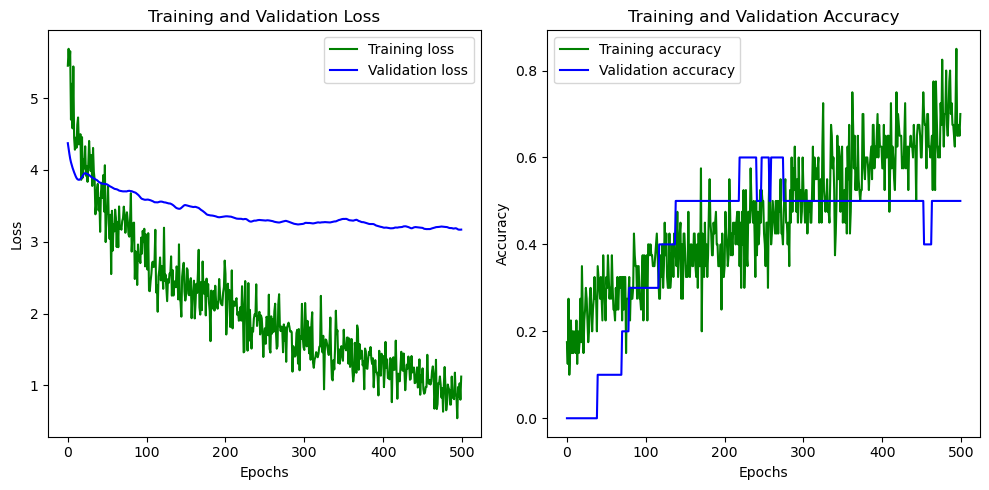 Training and Validation Loss
Training loss
Validation loss
5
4
3
2
1
Loss
0
100
200
300
400
500
Epochs
Training and Validation Accuracy
Training accuracy
Validation accuracy
0.8
0.6
0.4
0.2
0.0
Accuracy
0
100
200
300
400
500
Epochs